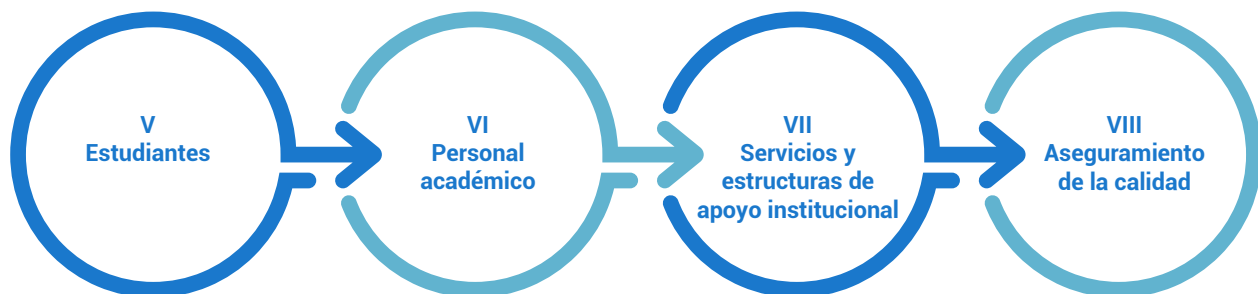 V
Estudiantes
VI
Personal
académico
VII
Servicios y
estructuras de
apoyo institucional
VIII
Aseguramiento
de la calidad